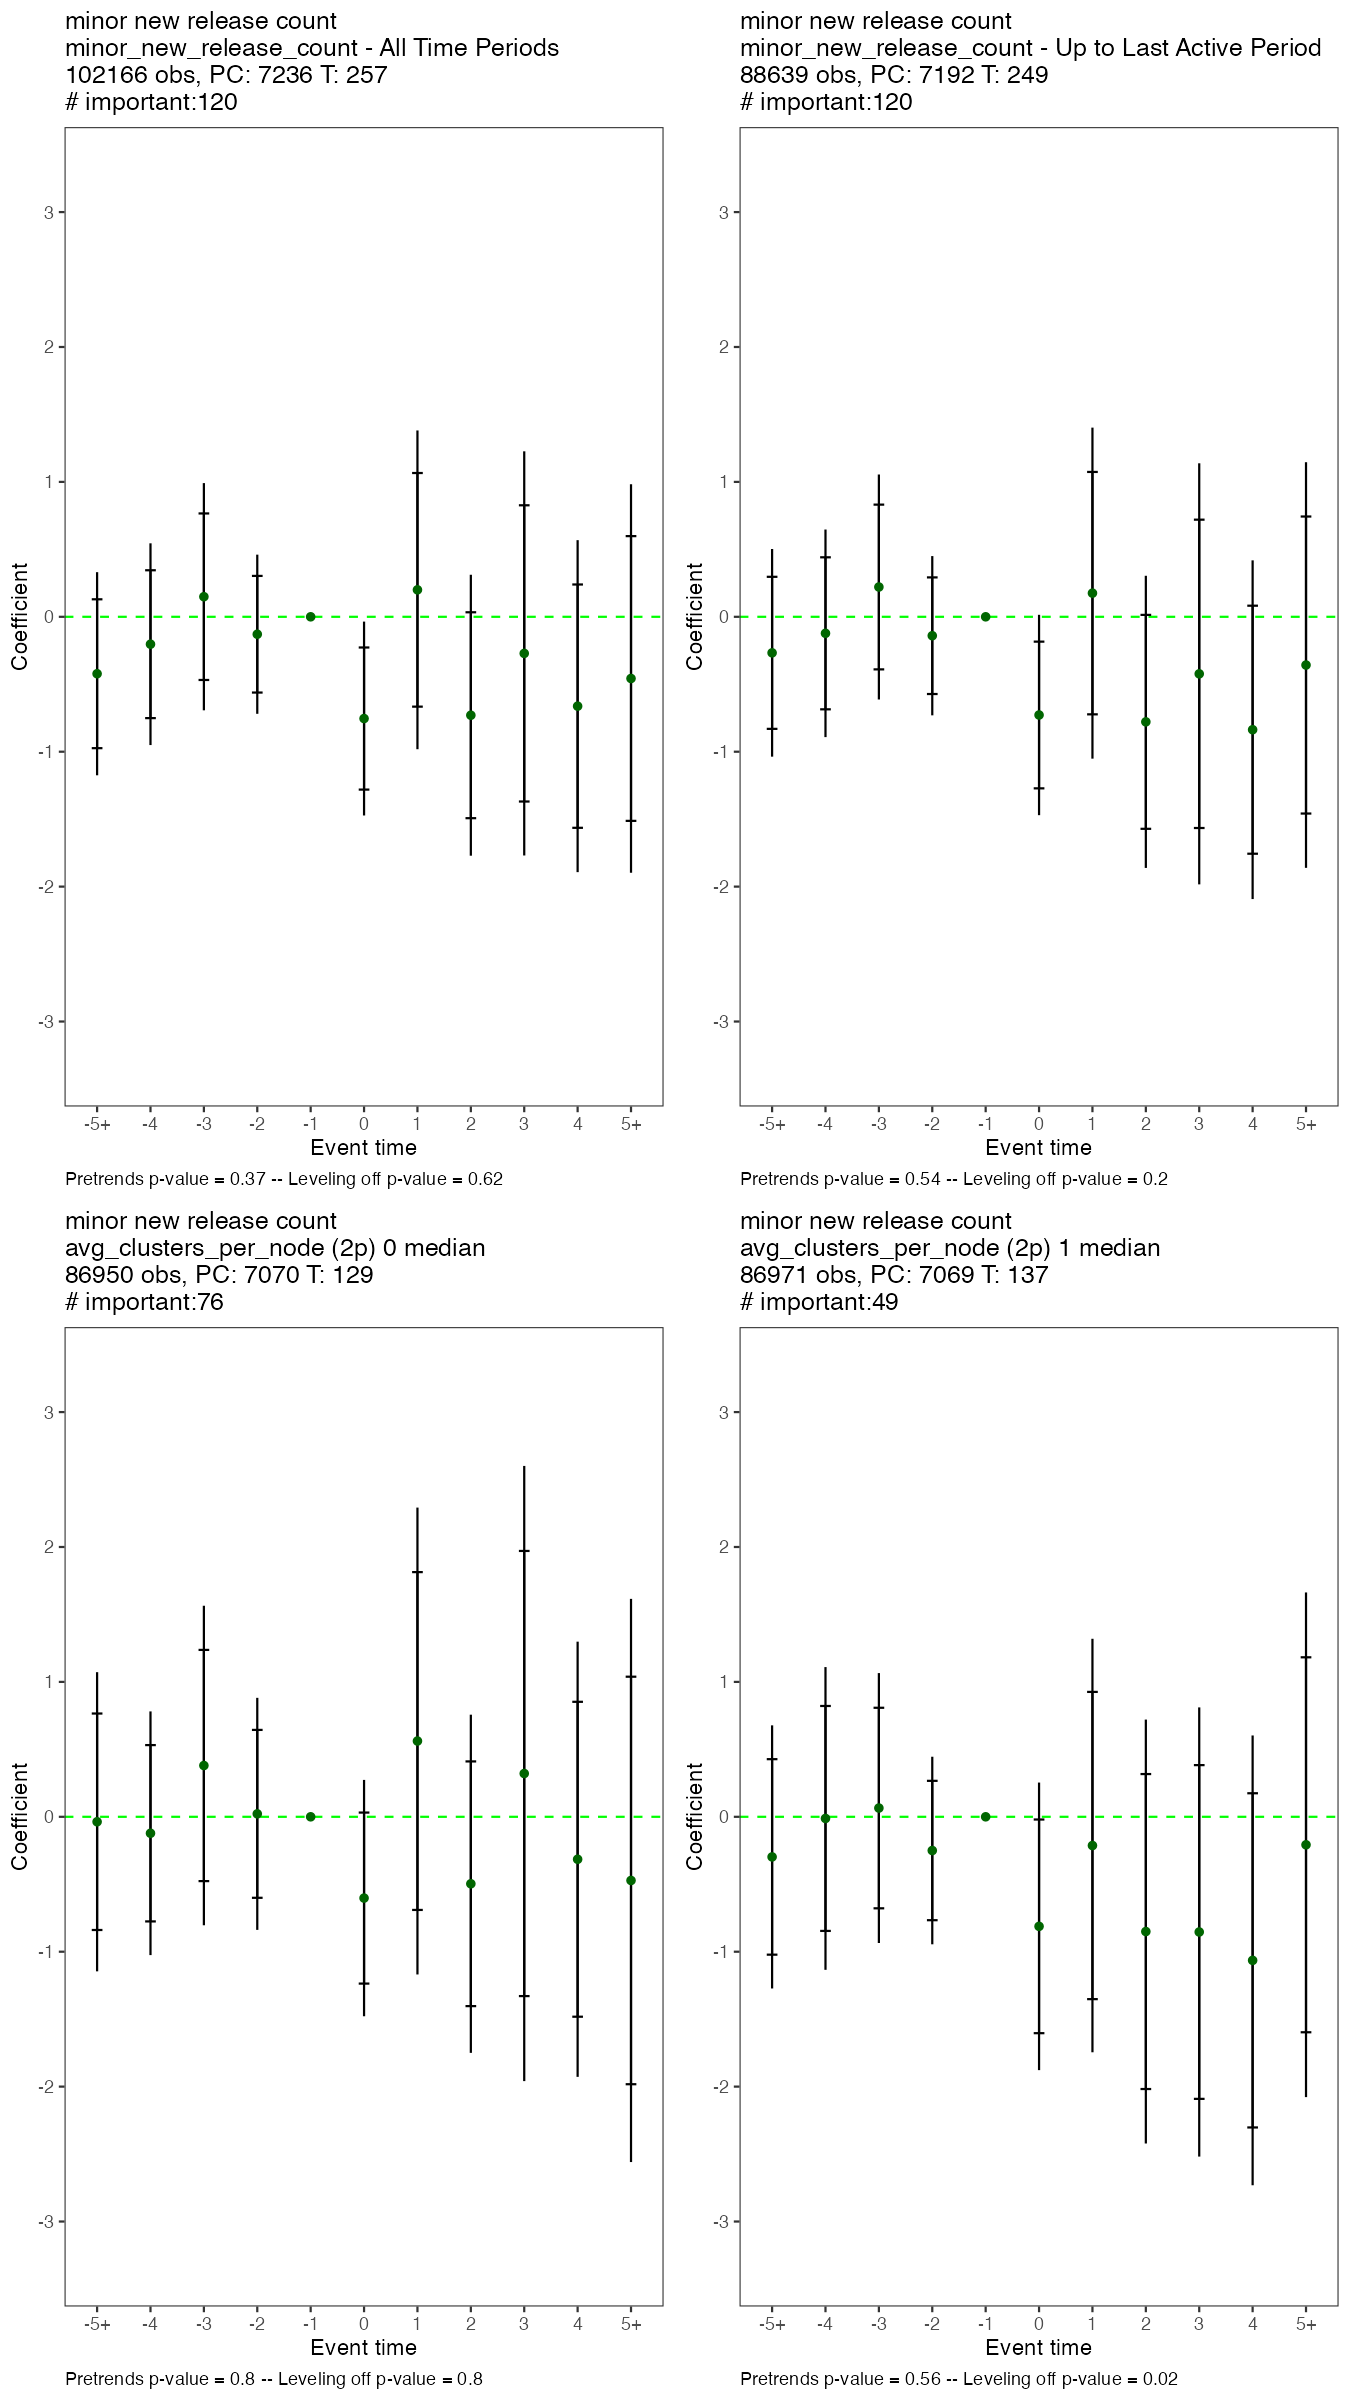 minor new release count
minor_new_release_count - All Time Periods
102166 obs, PC: 7236 T: 257
# important:120
3
2
1
0
-1
-2
-3
Coefficient
-5+ -4 -3 -2 -1 0 1 2 3 4 5+
Event time
Pretrends p-value = 0.37 -- Leveling off p-value = 0.62
minor new release count
minor_new_release_count - Up to Last Active Period
88639 obs, PC: 7192 T: 249
# important:120
3
2
1
0
-1
-2
-3
Coefficient
-5+ -4 -3 -2 -1 0 1 2 3 4 5+
Event time
Pretrends p-value = 0.54 -- Leveling off p-value = 0.2
minor new release count
avg_clusters_per_node (2p) 0 median
86950 obs, PC: 7070 T: 129
# important:76
3
2
1
0
-1
-2
-3
Coefficient
-5+ -4 -3 -2 -1 0 1 2 3 4 5+
Event time
Pretrends p-value = 0.8 -- Leveling off p-value = 0.8
minor new release count
avg_clusters_per_node (2p) 1 median
86971 obs, PC: 7069 T: 137
# important:49
3
2
1
0
-1
-2
-3
Coefficient
-5+ -4 -3 -2 -1 0 1 2 3 4 5+
Event time
Pretrends p-value = 0.56 -- Leveling off p-value = 0.02